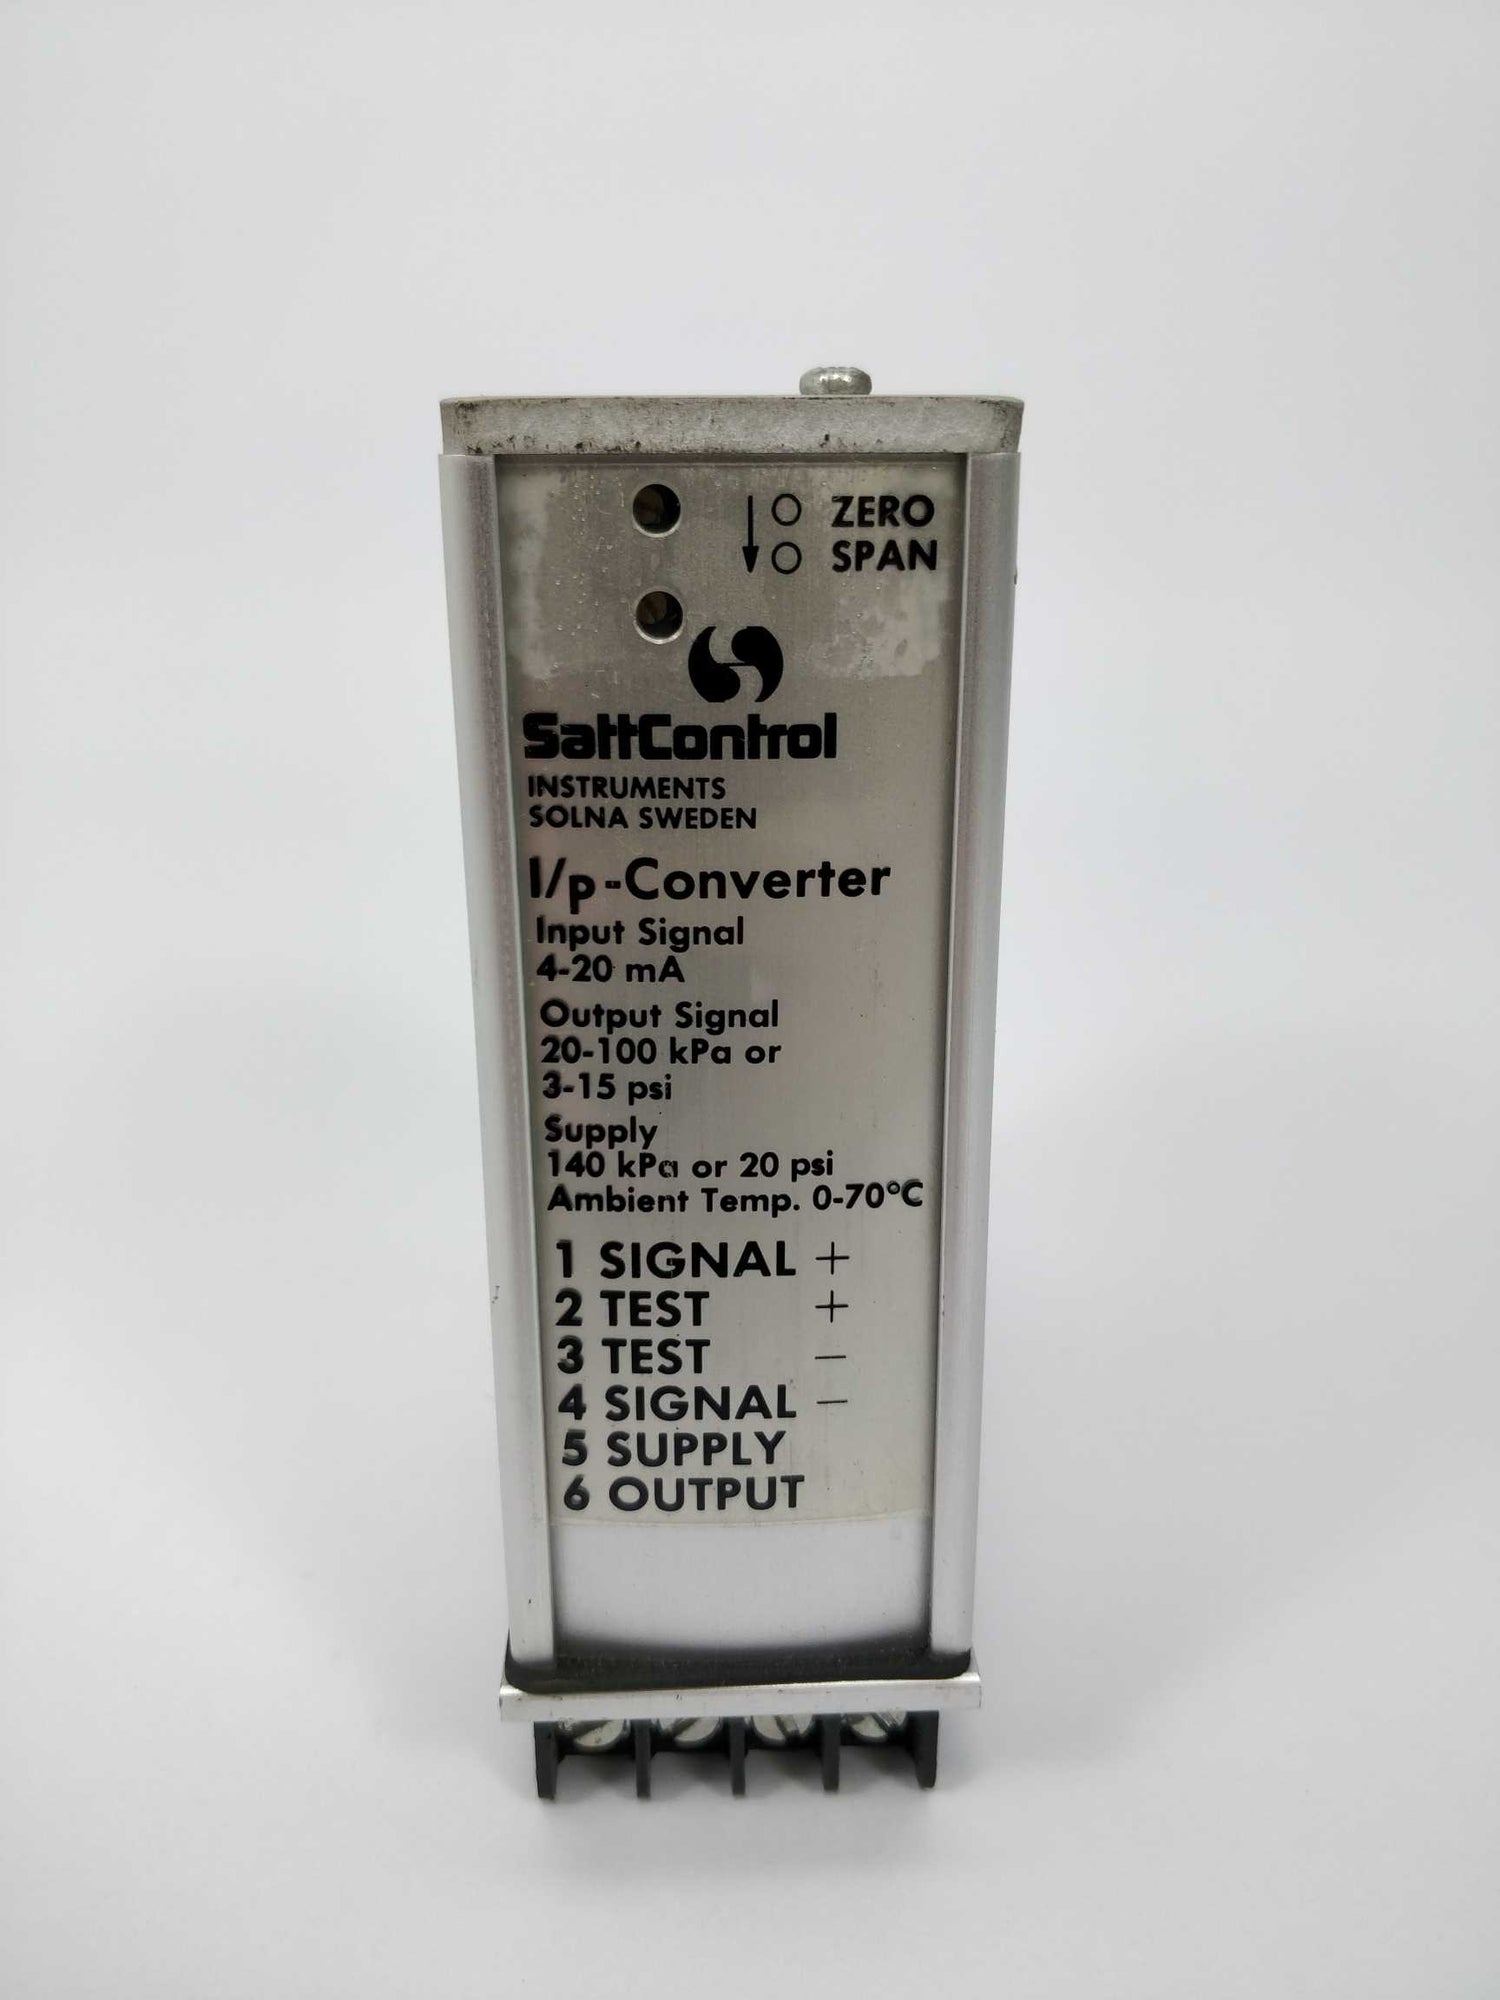 ZERO
SPAN
SattControl
INSTRUMENTS
SOLNA SWEDEN
I/p-Converter
Input Signal
4-20 mA
Output Signal
20-100 kPa or
3-15 psi
Supply
140 kPa or 20 psi
Ambient Temp. 0-70°C
1 SIGNAL +
2 TEST +
3 TEST −
4 SIGNAL −
5 SUPPLY
6 OUTPUT